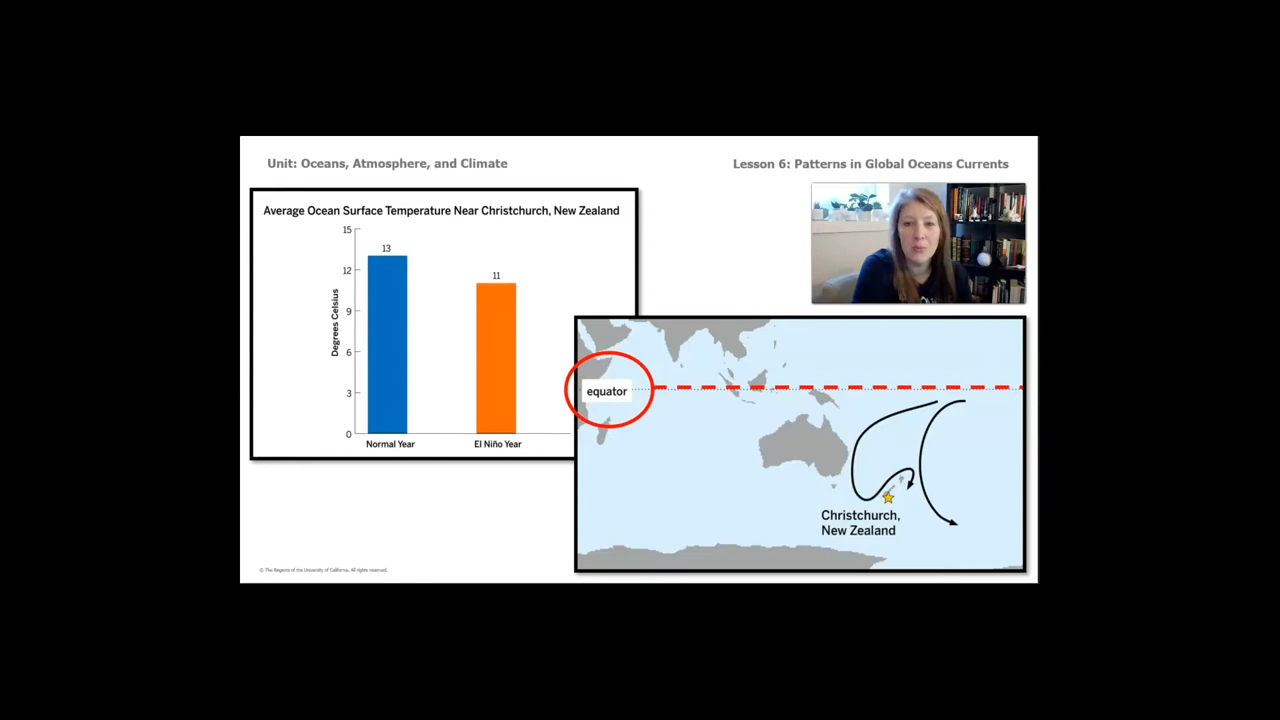 Unit: Oceans, Atmosphere, and Climate
Lesson 6: Patterns in Global Oceans Currents
Average Ocean Surface Temperature Near Christchurch, New Zealand
Degrees Celsius
15
12
9
6
3
0
13
11
Normal Year
El Niño Year
equator
Christchurch,
New Zealand
© The Regents of the University of California. All rights reserved.